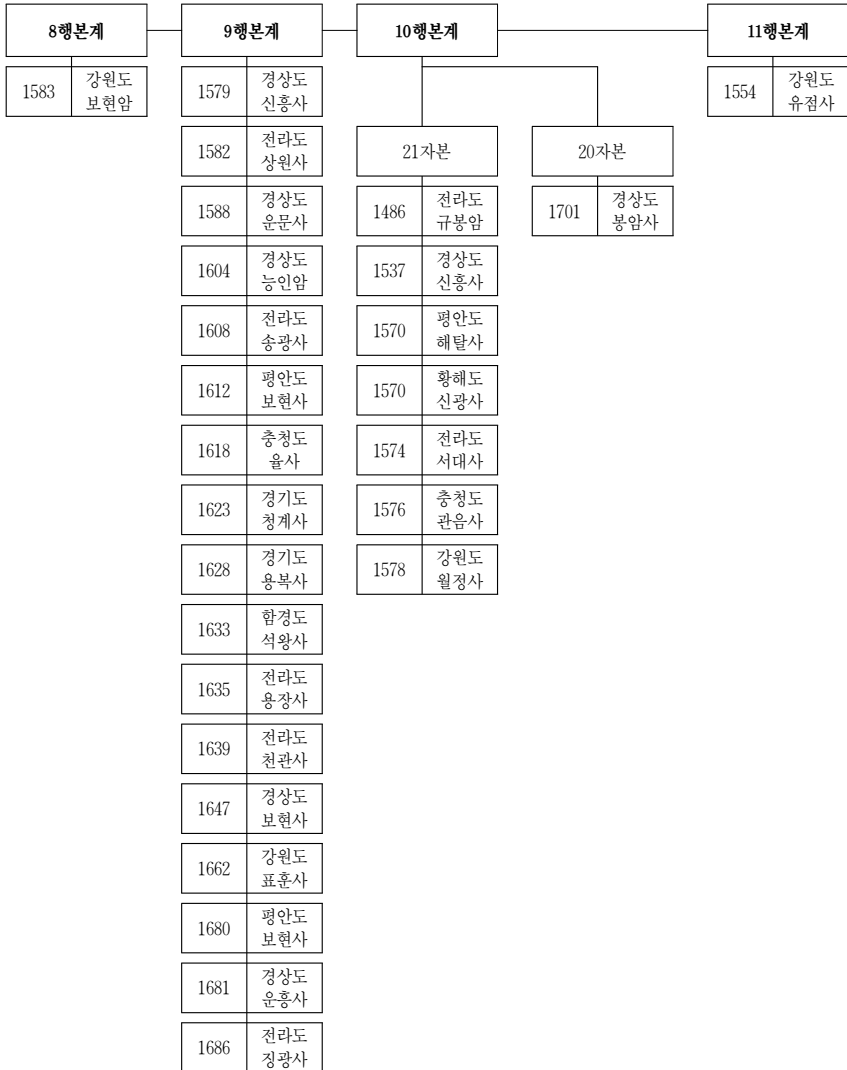 8행본계
9행본계
10행본계
11행본계
1583
강원도
보현암
1579
경상도
신흥사
1582
전라도
상원사
1588
경상도
운문사
1604
경상도
능인암
1608
전라도
송광사
1612
평안도
보현사
1618
충청도
율사
1623
경기도
청계사
1628
경기도
용복사
1633
함경도
석왕사
1635
전라도
용장사
1639
전라도
천관사
1647
경상도
보현사
1662
강원도
표훈사
1680
평안도
보현사
1681
경상도
운흥사
1686
전라도
징광사
21자본
1486
전라도
규봉암
1537
경상도
신흥사
1570
평안도
해탈사
1570
황해도
신광사
1574
전라도
서대사
1576
충청도
관음사
1578
강원도
월정사
20자본
1701
경상도
봉암사
1554
강원도
유점사